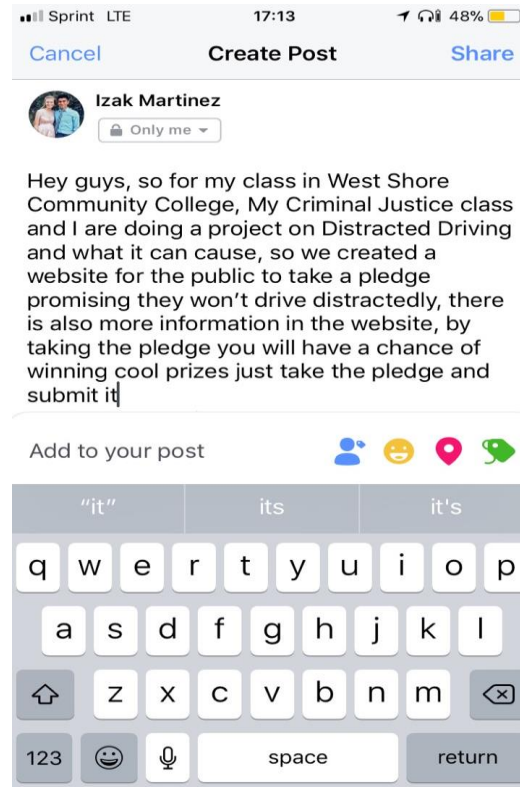 Sprint LTE 17:13 48%
Cancel Create Post Share
Izak Martinez
Only me
Hey guys, so for my class in West Shore
Community College, My Criminal Justice class
and I are doing a project on Distracted Driving
and what it can cause, so we created a
website for the public to take a pledge
promising they won’t drive distractedly, there
is also more information in the website, by
taking the pledge you will have a chance of
winning cool prizes just take the pledge and
submit it
Add to your post
“it” its it's
q w e r t y u i o p
a s d f g h j k l
z x c v b n m
123 space return